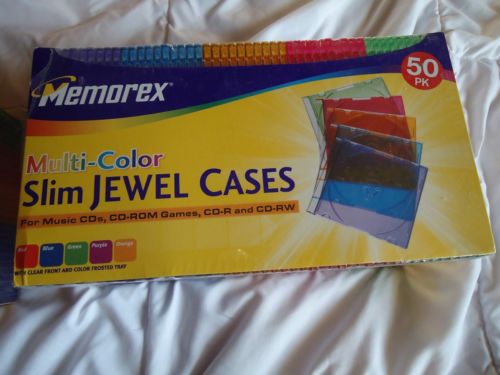 Memorex
50
PK
Multi-Color
Slim JEWEL CASES
For Music CDs, CD-ROM Games, CD-R and CD-RW
Red Blue Green Purple Orange
WITH CLEAR FRONT AND COLOR FROSTED TRAY